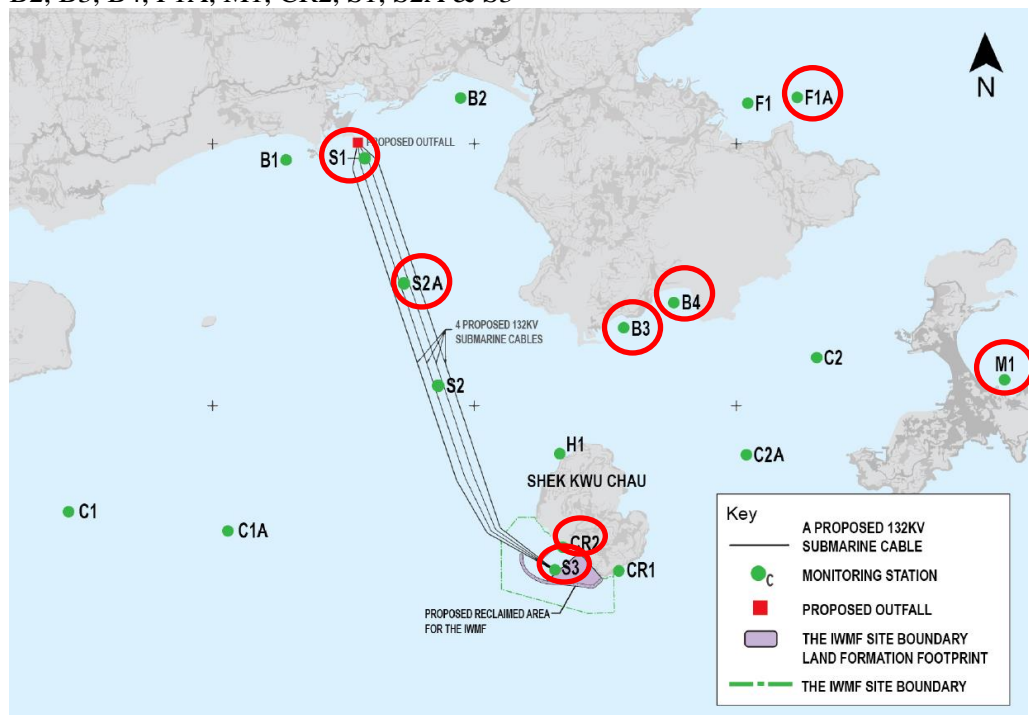 B2, B3, B4, F1A, M1, CR2, S1, S2A & S3
N
B2
F1
F1A
PROPOSED OUTFALL
B1
S1
S2A
B4
B3
4 PROPOSED 132KV
SUBMARINE CABLES
C2
M1
S2
H1
C2A
SHEK KWU CHAU
C1
C1A
CR2
S3
CR1
PROPOSED RECLAIMED AREA
FOR THE IWMF
Key
A PROPOSED 132KV
SUBMARINE CABLE
C
MONITORING STATION
PROPOSED OUTFALL
THE IWMF SITE BOUNDARY
LAND FORMATION FOOTPRINT
THE IWMF SITE BOUNDARY